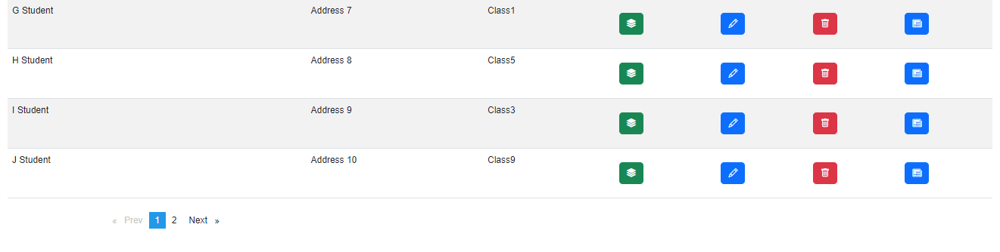 G Student Address 7 Class1
H Student Address 8 Class5
I Student Address 9 Class3
J Student Address 10 Class9
« Prev 1 2 Next »